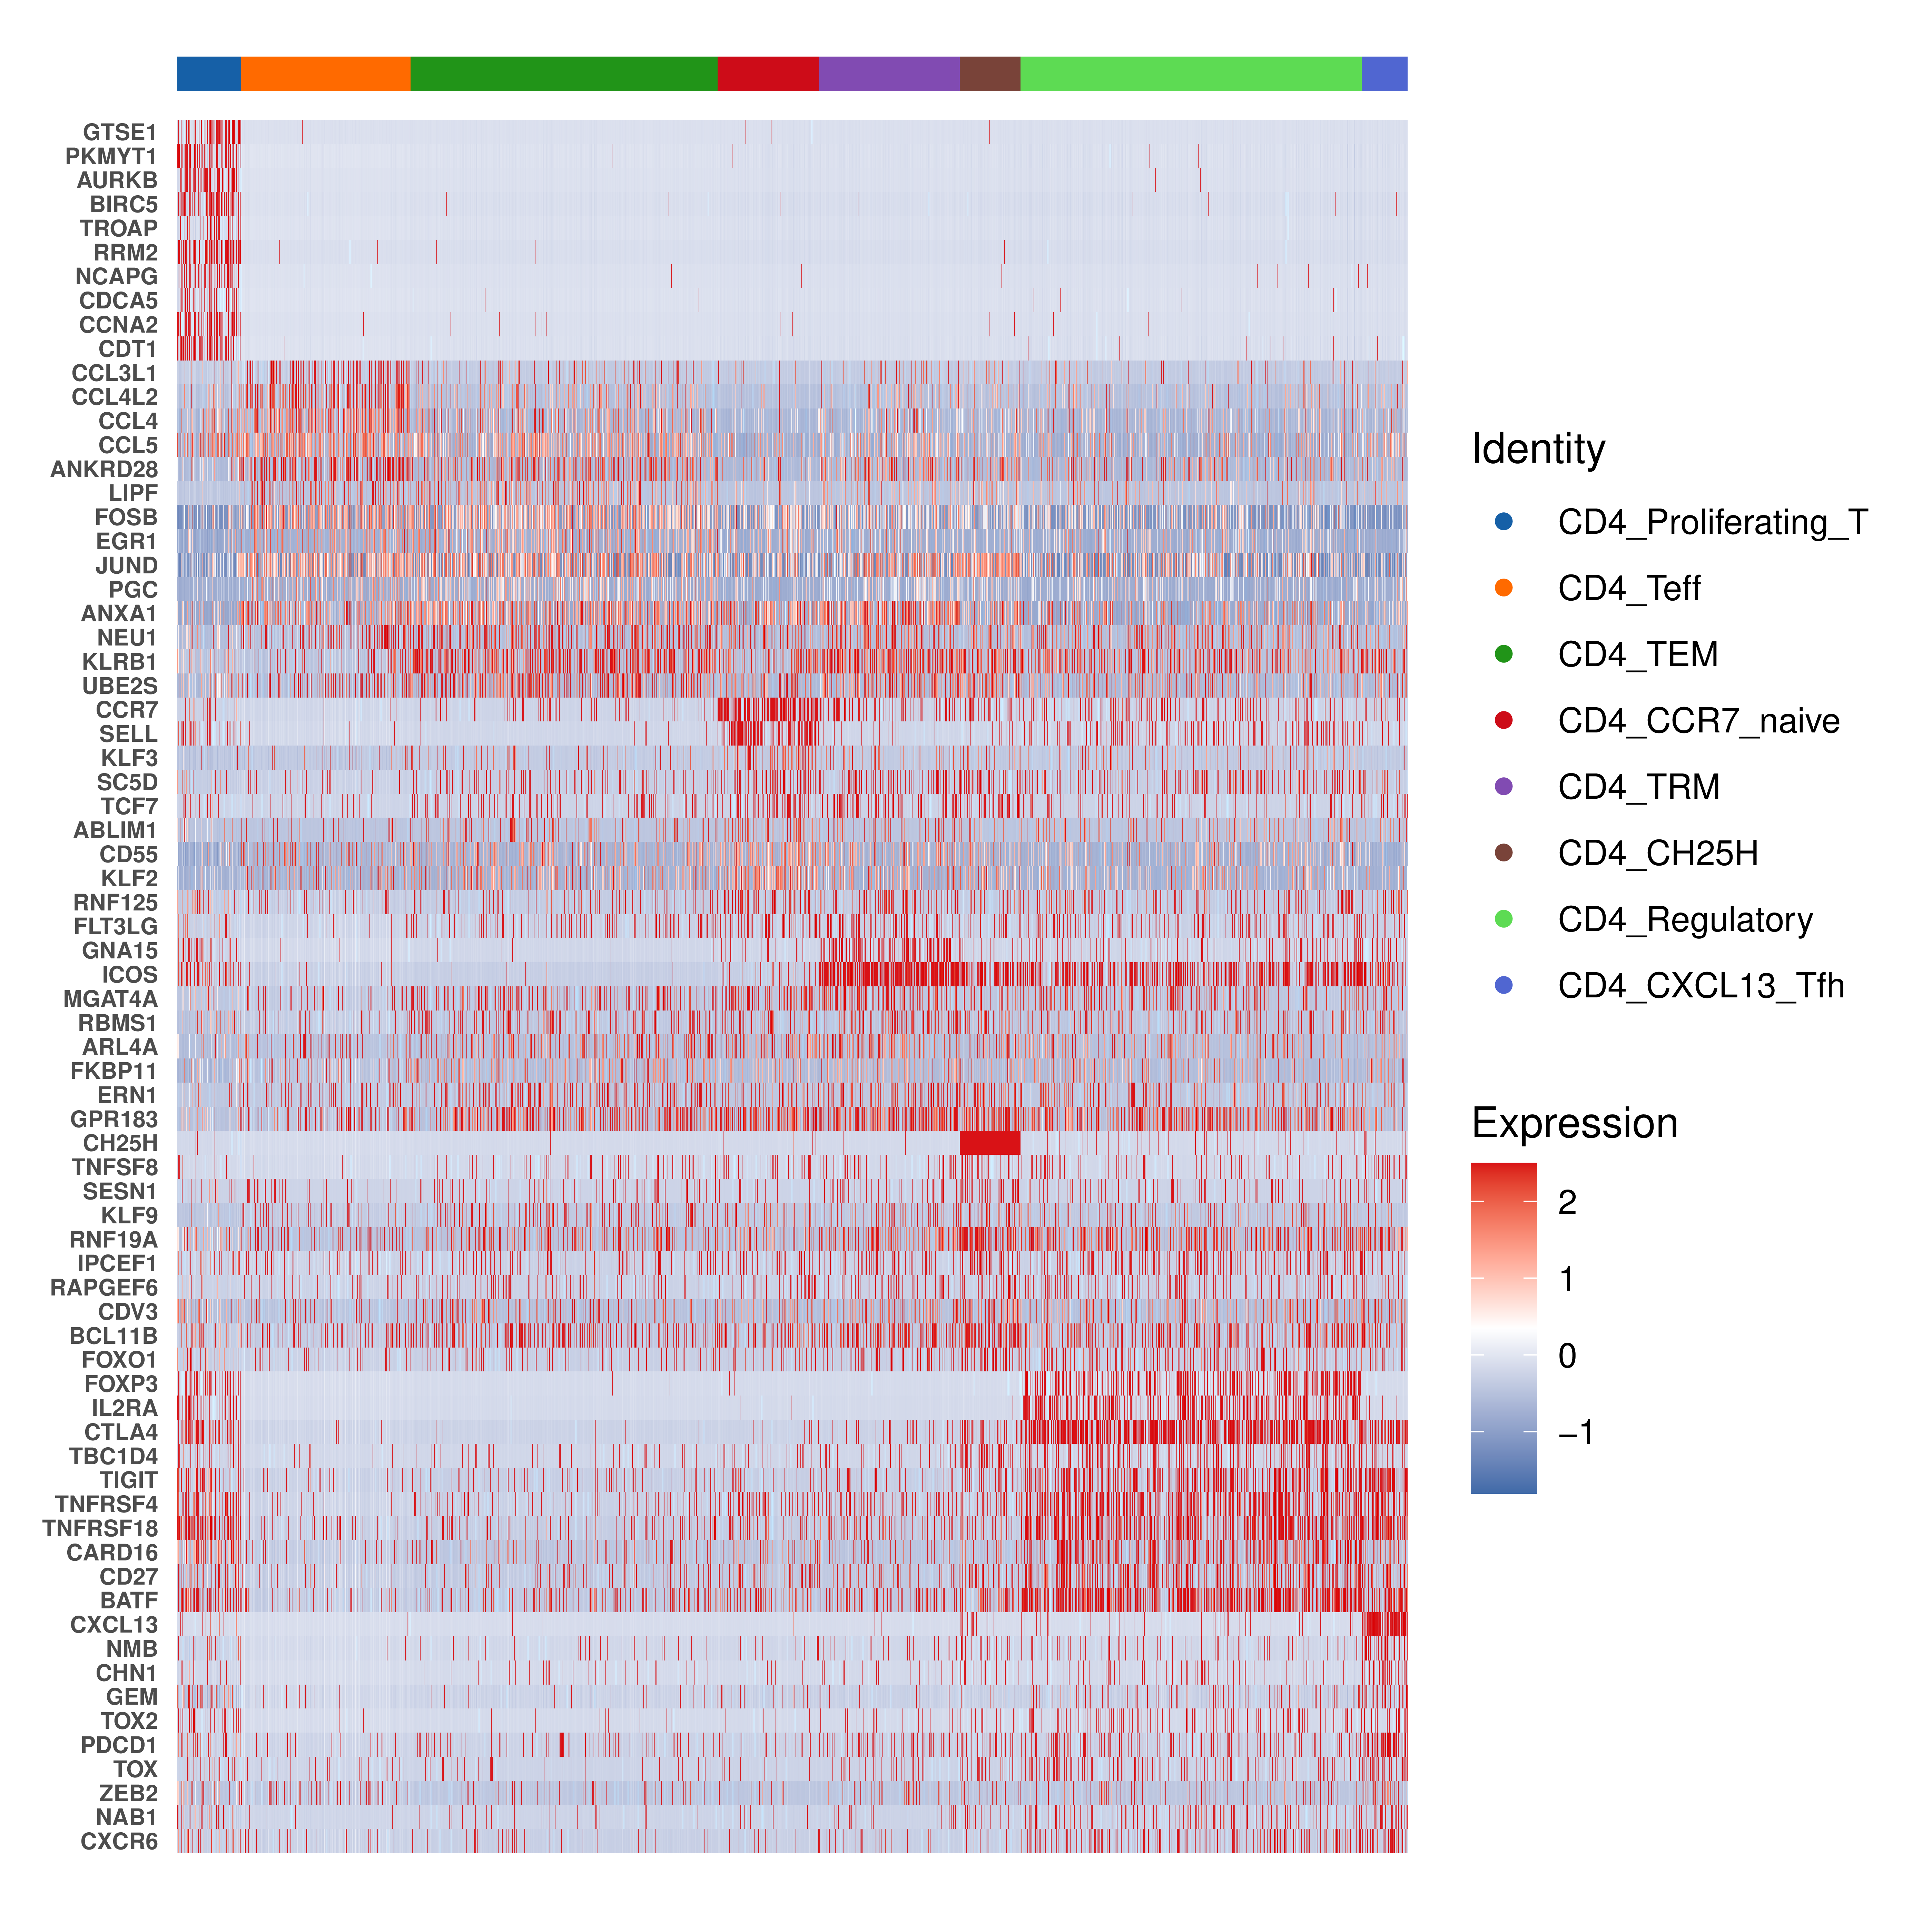 GTSE1
PKMYT1
AURKB
BIRC5
TROAP
RRM2
NCAPG
CDCA5
CCNA2
CDT1
CCL3L1
CCL4L2
CCL4
CCL5
ANKRD28
LIPF
FOSB
EGR1
JUND
PGC
ANXA1
NEU1
KLRB1
UBE2S
CCR7
SELL
KLF3
SC5D
TCF7
ABLIM1
CD55
KLF2
RNF125
FLT3LG
GNA15
ICOS
MGAT4A
RBMS1
ARL4A
FKBP11
ERN1
GPR183
CH25H
TNFSF8
SESN1
KLF9
RNF19A
IPCEF1
RAPGEF6
CDV3
BCL11B
FOXO1
FOXP3
IL2RA
CTLA4
TBC1D4
TIGIT
TNFRSF4
TNFRSF18
CARD16
CD27
BATF
CXCL13
NMB
CHN1
GEM
TOX2
PDCD1
TOX
ZEB2
NAB1
CXCR6
Identity
CD4_Proliferating_T
CD4_Teff
CD4_TEM
CD4_CCR7_naive
CD4_TRM
CD4_CH25H
CD4_Regulatory
CD4_CXCL13_Tfh
Expression
2
1
0
−1